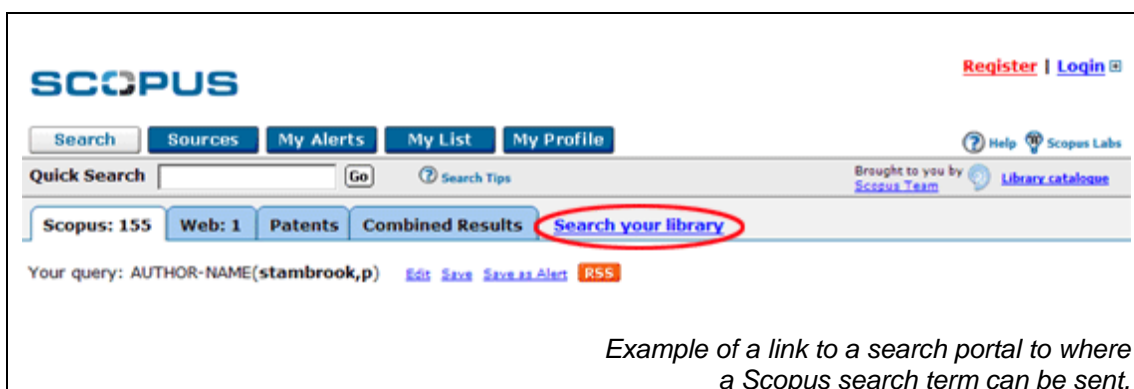 SCOPUS
Register | Login
Search Sources My Alerts My List My Profile
Help Scopus Labs
Quick Search Go Search Tips
Brought to you by
Scopus Team
Library catalogue
Scopus: 155 Web: 1 Patents Combined Results Search your library
Your query: AUTHOR-NAME(stambrook,p) Edit Save Save as Alert RSS
Example of a link to a search portal to where
a Scopus search term can be sent.